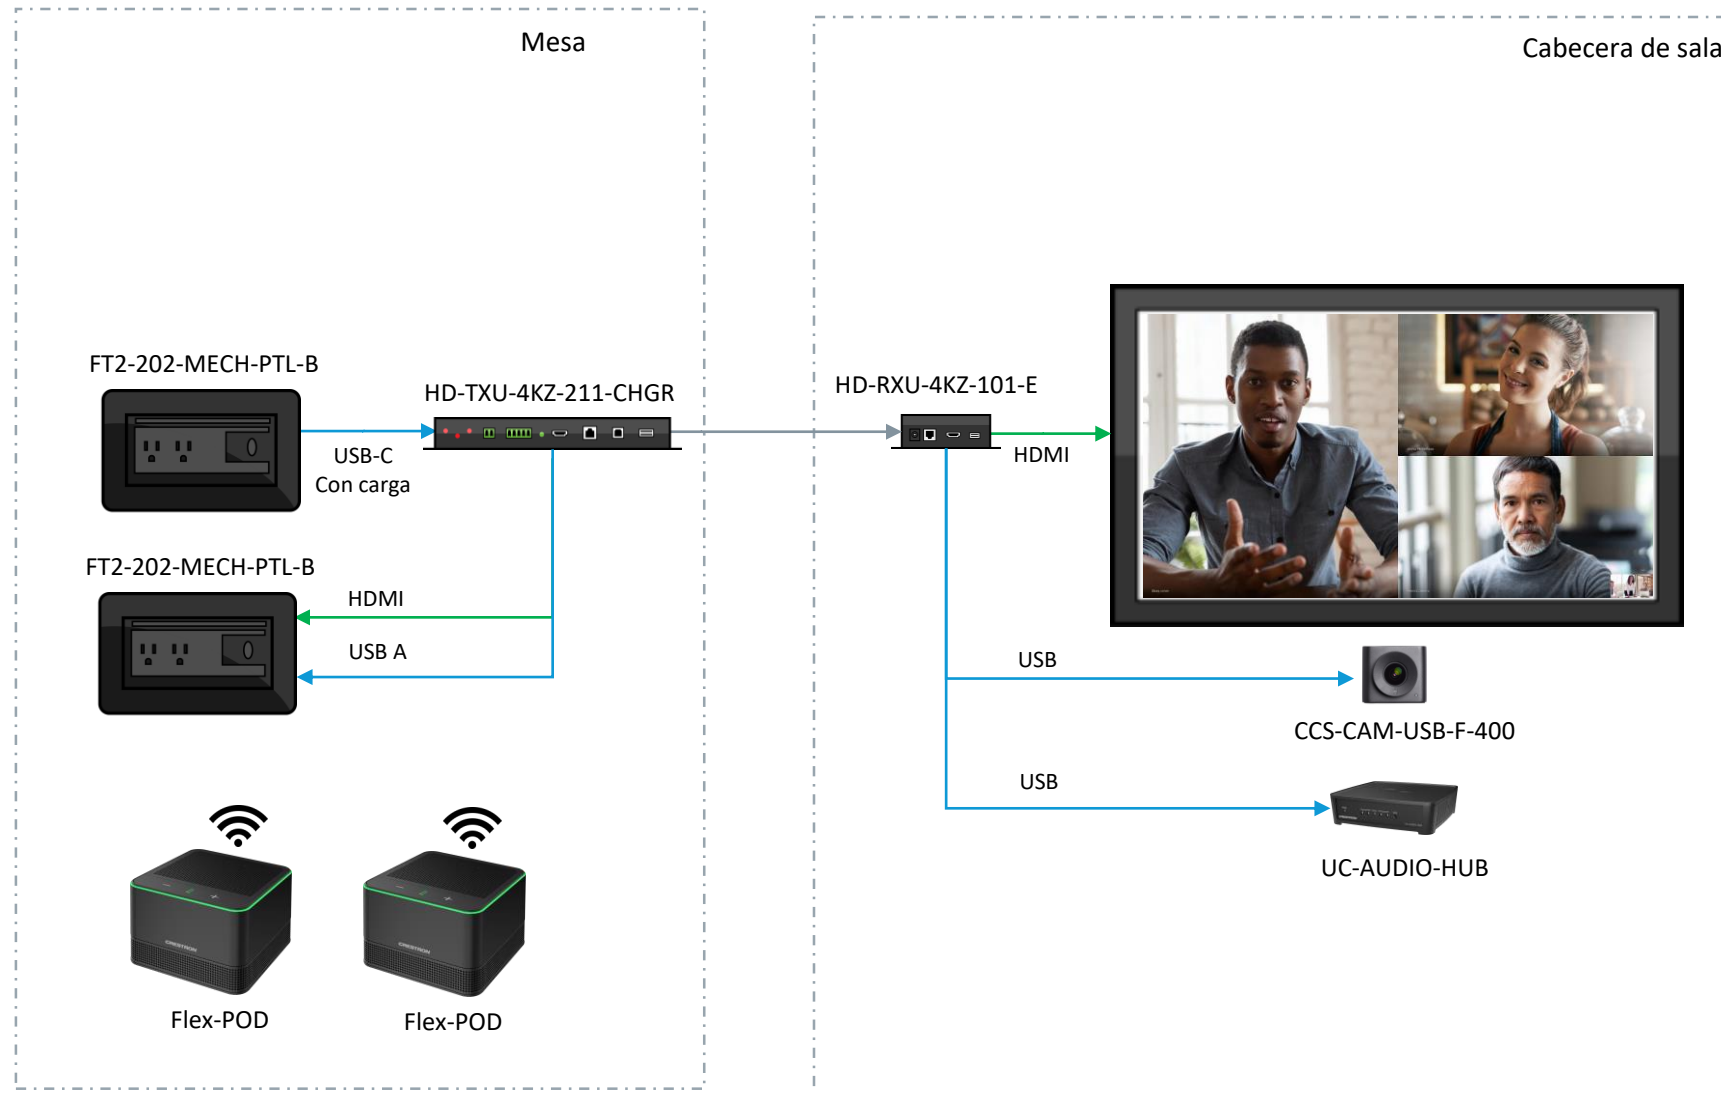 Mesa
Cabecera de sala
FT2-202-MECH-PTL-B
HD-TXU-4KZ-211-CHGR
HD-RXU-4KZ-101-E
USB-C
Con carga
HDMI
FT2-202-MECH-PTL-B
HDMI
USB A
USB
CCS-CAM-USB-F-400
USB
UC-AUDIO-HUB
CRESTRON
CRESTRON
Flex-POD
Flex-POD